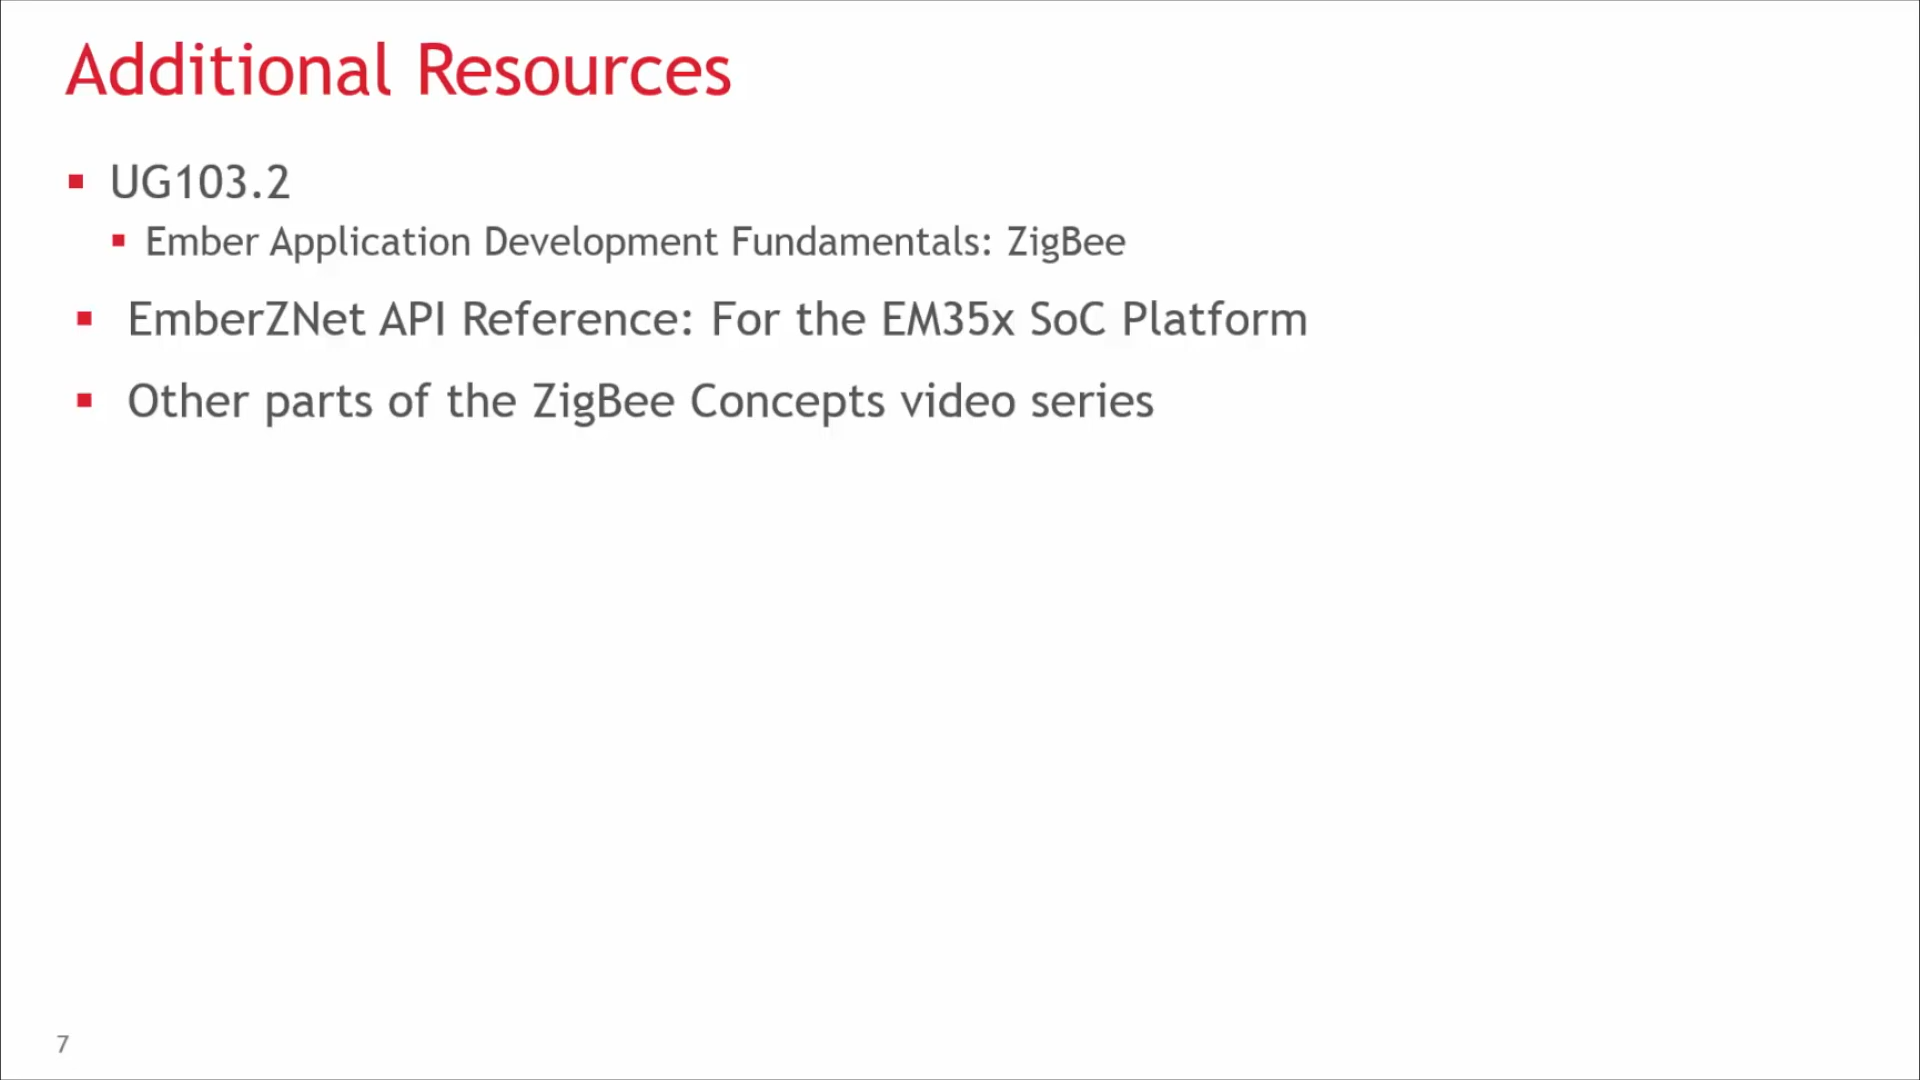 Additional Resources
UG103.2
Ember Application Development Fundamentals: ZigBee
EmberZNet API Reference: For the EM35x SoC Platform
Other parts of the ZigBee Concepts video series
7